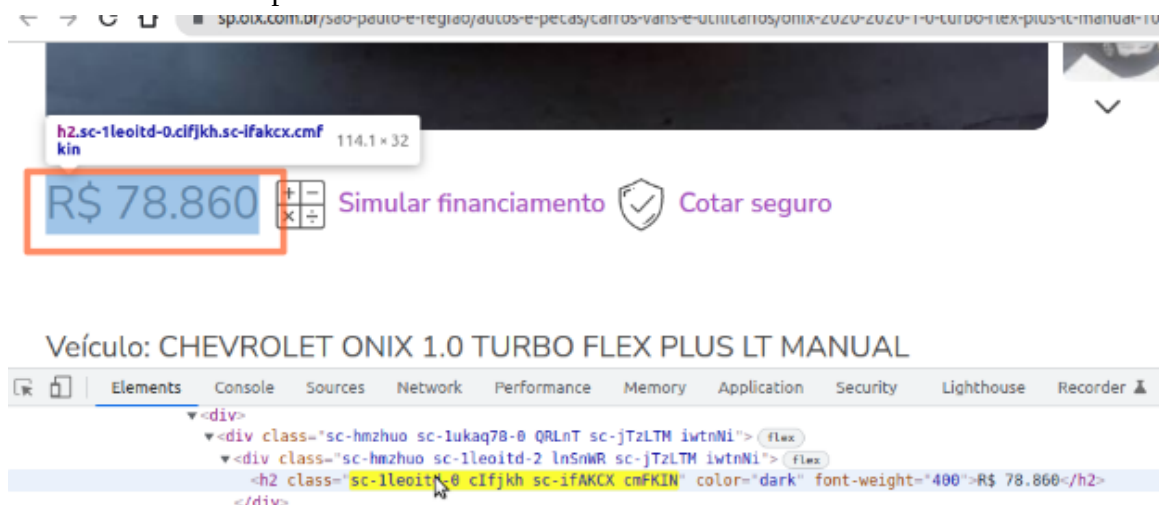 sp.olx.com.br/sao-paulo-e-regiao/autos-e-pecas/carros-vans-e-utilitarios/onix-2020-2020-1-0-turbo-flex-plus-lt-manual-10
h2.sc-1leoitd-0.cifjkh.sc-ifakcx.cmf
kin 114.1 × 32
R$ 78.860 Simular financiamento Cotar seguro
Veículo: CHEVROLET ONIX 1.0 TURBO FLEX PLUS LT MANUAL
Elements Console Sources Network Performance Memory Application Security Lighthouse Recorder
▼<div>
▼<div class="sc-hmzhuo sc-1ukaq78-0 QRLnT sc-jTzLTM iwtnNi"> flex
▼<div class="sc-hmzhuo sc-1leoitd-2 lnSnWR sc-jTzLTM iwtnNi"> flex
<h2 class="sc-1leoitd-0 cIfjkh sc-ifAKCX cmFKIN" color="dark" font-weight="400">R$ 78.860</h2>
</div>